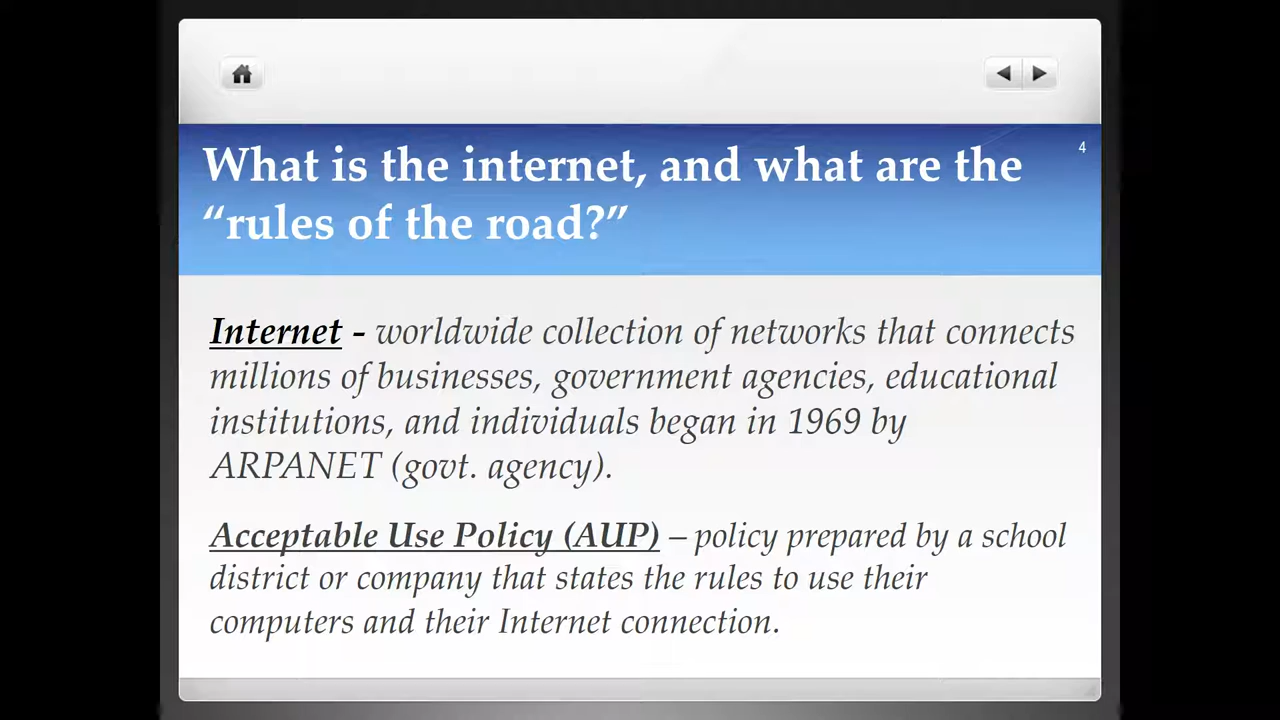 4
What is the internet, and what are the
“rules of the road?”
Internet - worldwide collection of networks that connects
millions of businesses, government agencies, educational
institutions, and individuals began in 1969 by
ARPANET (govt. agency).
Acceptable Use Policy (AUP) – policy prepared by a school
district or company that states the rules to use their
computers and their Internet connection.